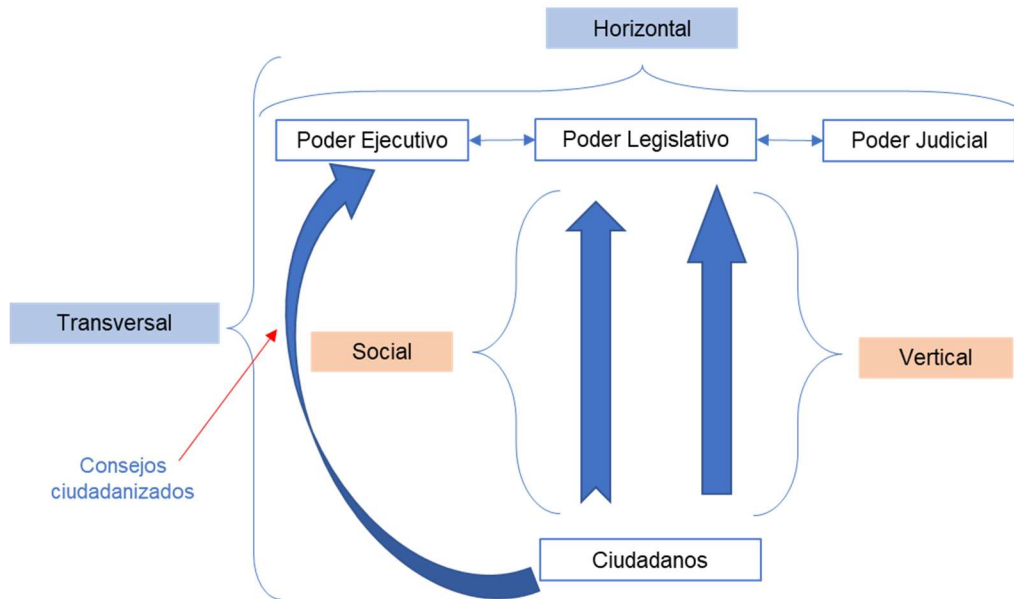 Horizontal
Poder Ejecutivo
Poder Legislativo
Poder Judicial
Transversal
Social
Vertical
Consejos
ciudadanizados
Ciudadanos